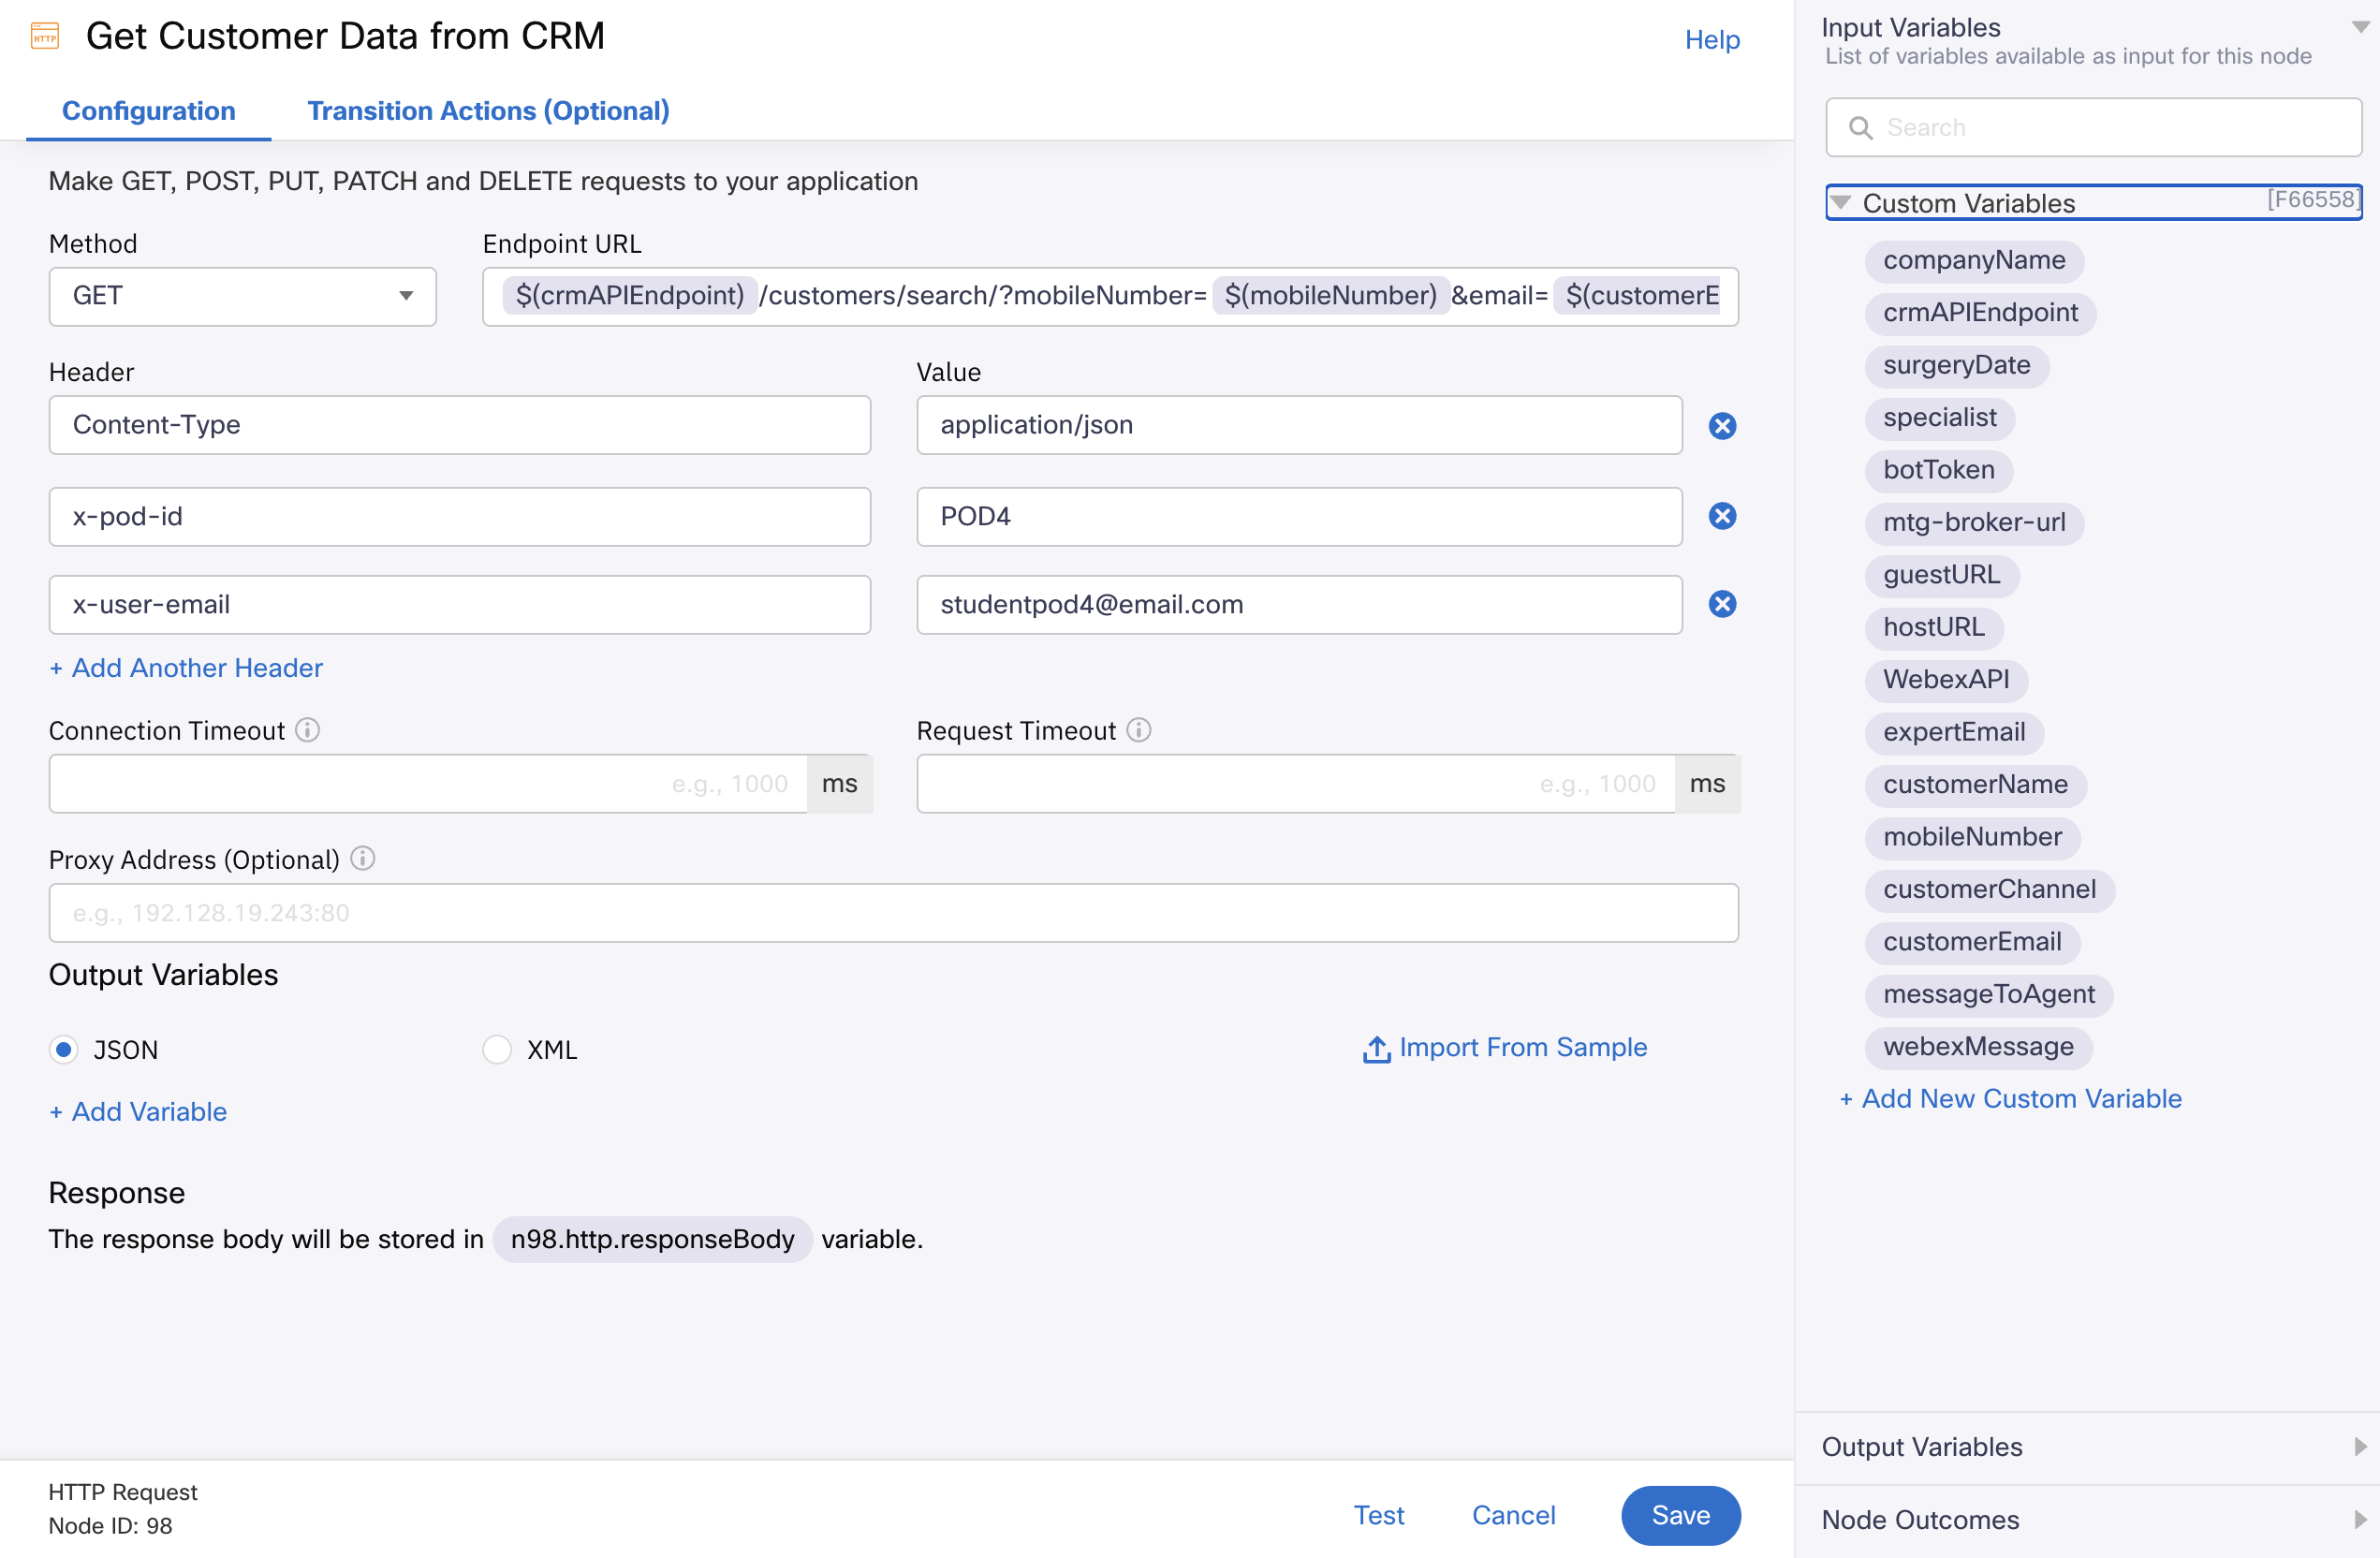 HTTP
Get Customer Data from CRM
Help
Configuration
Transition Actions (Optional)
Make GET, POST, PUT, PATCH and DELETE requests to your application
Method
Endpoint URL
GET
$(crmAPIEndpoint) /customers/search/?mobileNumber= $(mobileNumber) &email= $(customerE
Header
Value
Content-Type
application/json
x-pod-id
POD4
x-user-email
studentpod4@email.com
+ Add Another Header
Connection Timeout
Request Timeout
e.g., 1000 ms
e.g., 1000 ms
Proxy Address (Optional)
e.g., 192.128.19.243:80
Output Variables
JSON
XML
Import From Sample
+ Add Variable
Response
The response body will be stored in n98.http.responseBody variable.
HTTP Request
Node ID: 98
Test
Cancel
Save
Input Variables
List of variables available as input for this node
Search
Custom Variables
[F66558]
companyName
crmAPIEndpoint
surgeryDate
specialist
botToken
mtg-broker-url
guestURL
hostURL
WebexAPI
expertEmail
customerName
mobileNumber
customerChannel
customerEmail
messageToAgent
webexMessage
+ Add New Custom Variable
Output Variables
Node Outcomes